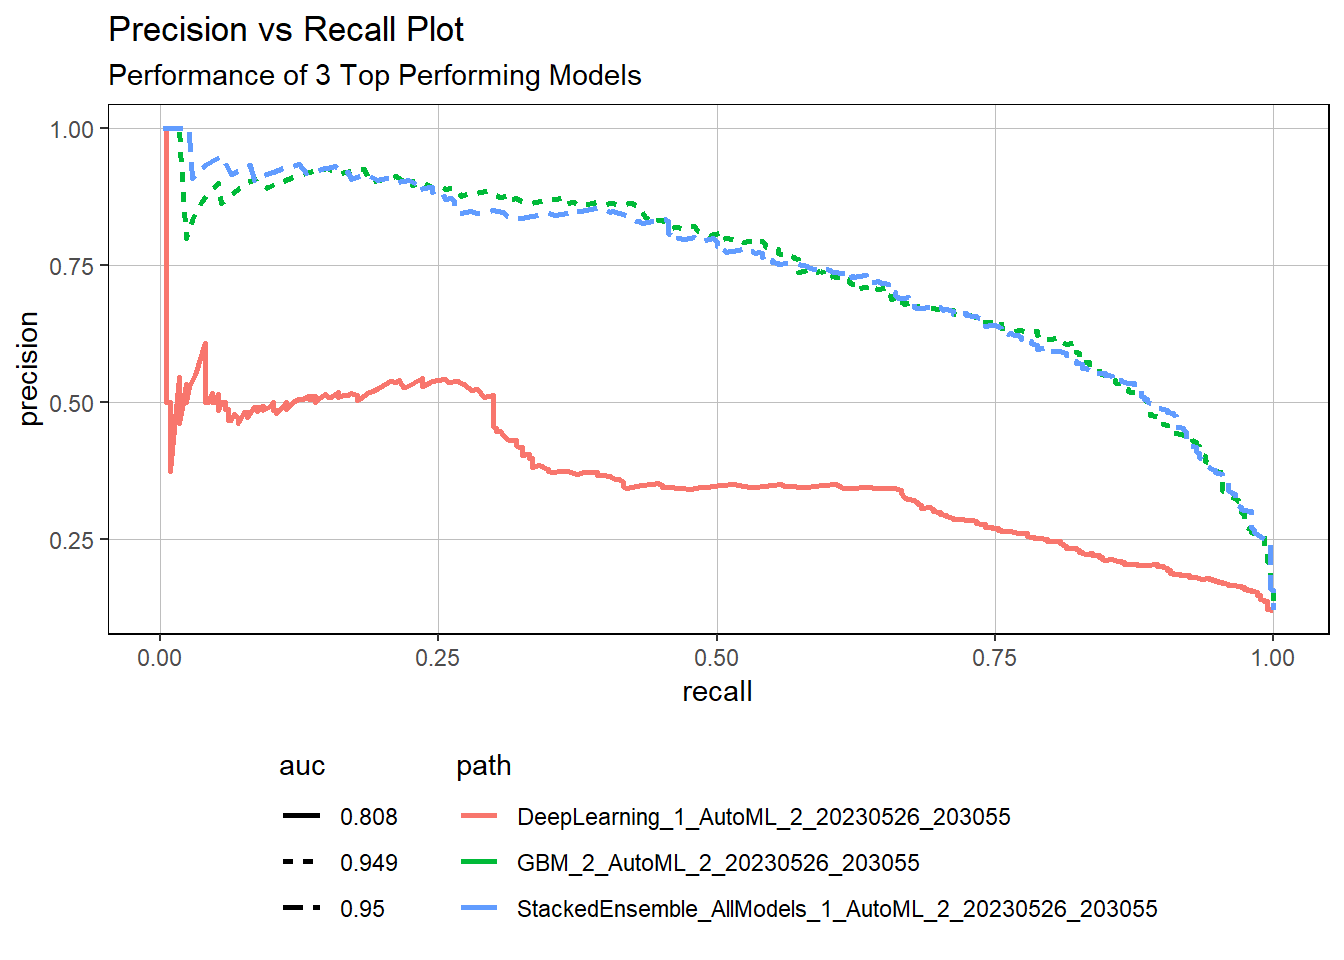 Precision vs Recall Plot
Performance of 3 Top Performing Models
1.00
0.75
0.50
0.25
precision
0.00 0.25 0.50 0.75 1.00
recall
auc
0.808
0.949
0.95
path
DeepLearning_1_AutoML_2_20230526_203055
GBM_2_AutoML_2_20230526_203055
StackedEnsemble_AllModels_1_AutoML_2_20230526_203055